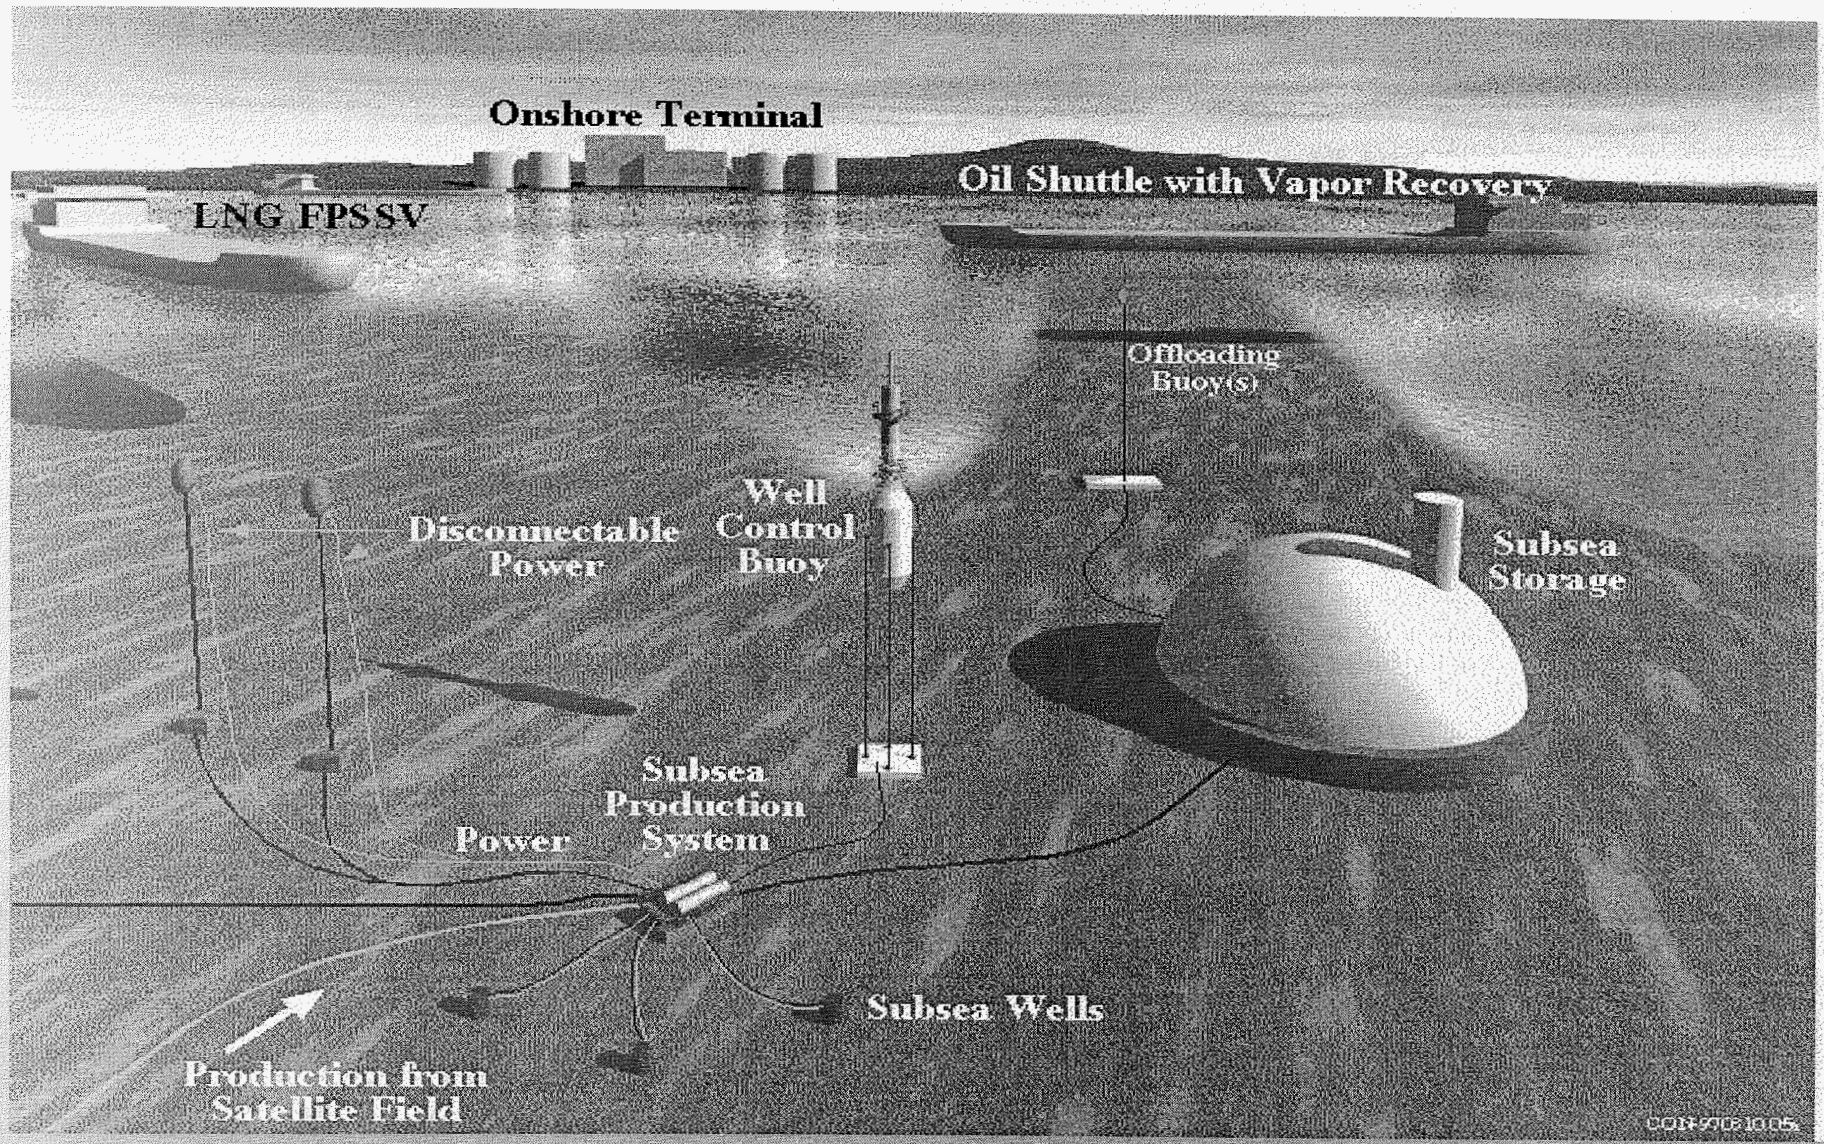 Onshore Terminal
Oil Shuttle with Vapor Recovery
LNG FPSSV
Offloading
Buoy(s)
Well
Control
Buoy
Disconnectable
Power
Subsea
Storage
Subsea
Production
System
Power
Subsea Wells
Production from
Satellite Field